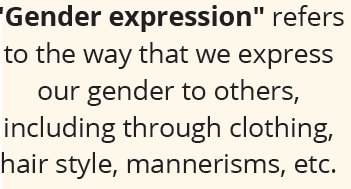 "Gender expression" refers
to the way that we express
our gender to others,
including through clothing,
hair style, mannerisms, etc.